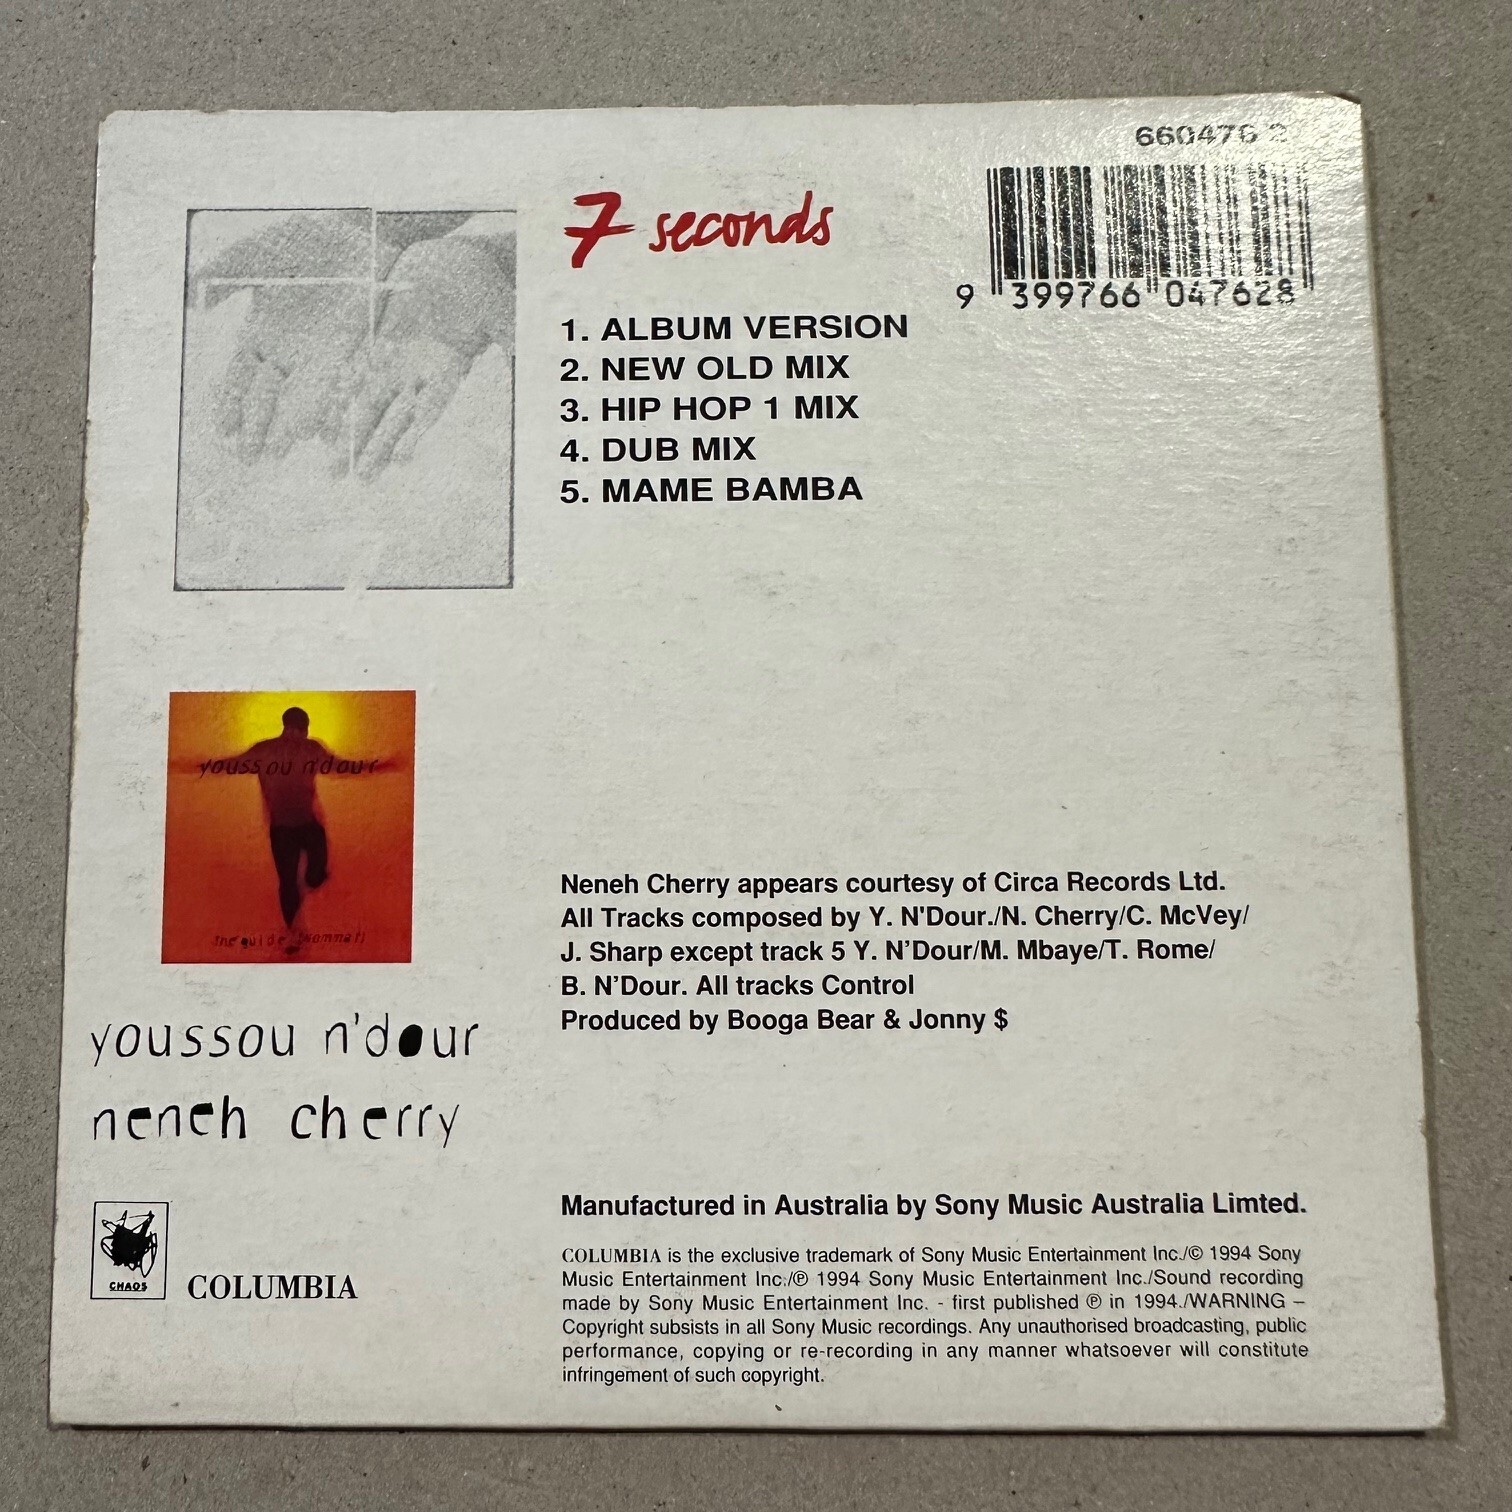 660476 2
9 399766 047628
7 seconds
1. ALBUM VERSION
2. NEW OLD MIX
3. HIP HOP 1 MIX
4. DUB MIX
5. MAME BAMBA
youssou n'dour
the guide (wommat)
youssou n'dour
neneh cherry
Neneh Cherry appears courtesy of Circa Records Ltd.
All Tracks composed by Y. N'Dour./N. Cherry/C. McVey/
J. Sharp except track 5 Y. N'Dour/M. Mbaye/T. Rome/
B. N'Dour. All tracks Control
Produced by Booga Bear & Jonny $
CHAOS
COLUMBIA
Manufactured in Australia by Sony Music Australia Limted.
COLUMBIA is the exclusive trademark of Sony Music Entertainment Inc./© 1994 Sony
Music Entertainment Inc./℗ 1994 Sony Music Entertainment Inc./Sound recording
made by Sony Music Entertainment Inc. - first published ℗ in 1994./WARNING –
Copyright subsists in all Sony Music recordings. Any unauthorised broadcasting, public
performance, copying or re-recording in any manner whatsoever will constitute
infringement of such copyright.